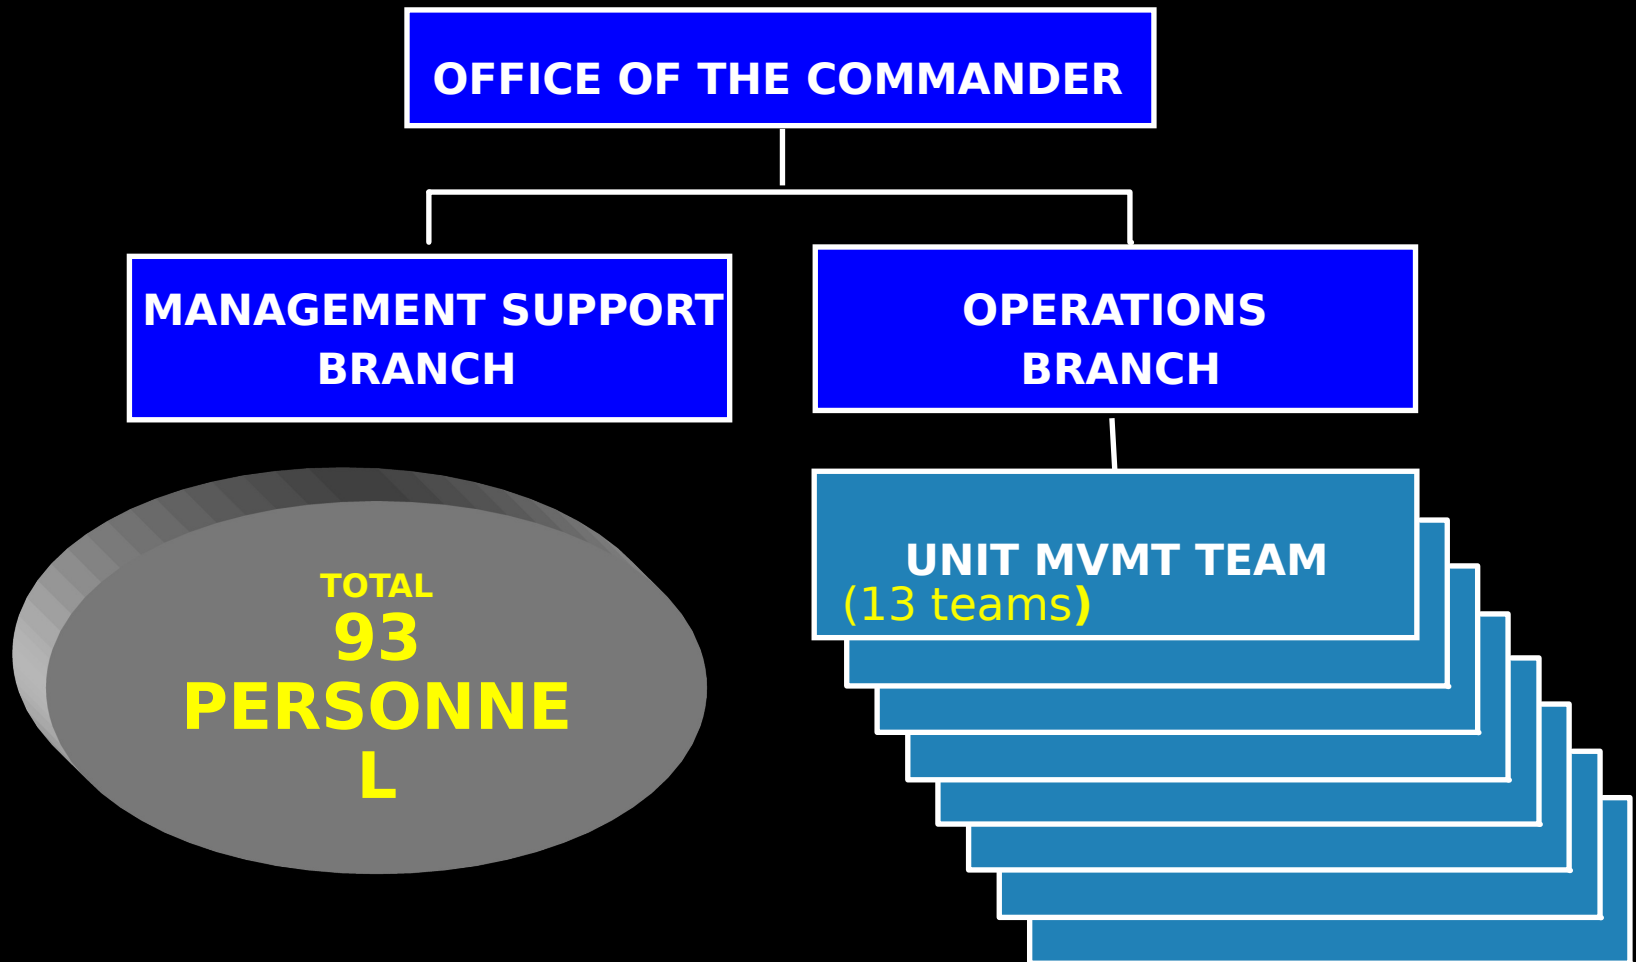 OFFICE OF THE COMMANDER
MANAGEMENT SUPPORT
BRANCH
OPERATIONS
BRANCH
UNIT MVMT TEAM
(13 teams)
TOTAL
93
PERSONNE
L